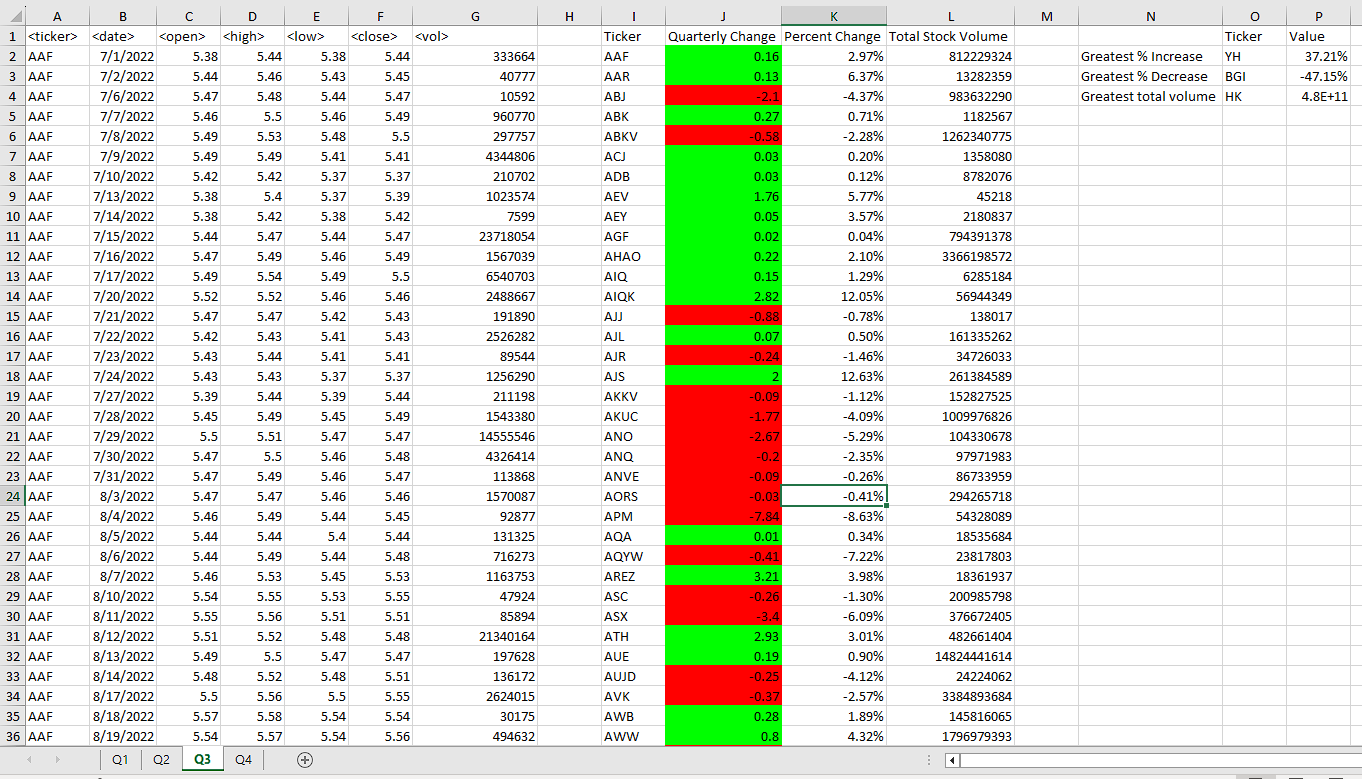 A B C D E F G H I J K L M N O P
1 <ticker> <date> <open> <high> <low> <close> <vol> Ticker Quarterly Change Percent Change Total Stock Volume Ticker Value
2 AAF 7/1/2022 5.38 5.44 5.38 5.44 333664 AAF 0.16 2.97% 812229324 Greatest % Increase YH 37.21%
3 AAF 7/2/2022 5.44 5.46 5.43 5.45 40777 AAR 0.13 6.37% 13282359 Greatest % Decrease BGI -47.15%
4 AAF 7/6/2022 5.47 5.48 5.44 5.47 10592 ABJ -2.1 -4.37% 983632290 Greatest total volume HK 4.8E+11
5 AAF 7/7/2022 5.46 5.5 5.46 5.49 960770 ABK 0.27 0.71% 1182567
6 AAF 7/8/2022 5.49 5.53 5.48 5.5 297757 ABKV -0.58 -2.28% 1262340775
7 AAF 7/9/2022 5.49 5.49 5.41 5.41 4344806 ACJ 0.03 0.20% 1358080
8 AAF 7/10/2022 5.42 5.42 5.37 5.37 210702 ADB 0.03 0.12% 8782076
9 AAF 7/13/2022 5.38 5.4 5.37 5.39 1023574 AEV 1.76 5.77% 45218
10 AAF 7/14/2022 5.38 5.42 5.38 5.42 7599 AEY 0.05 3.57% 2180837
11 AAF 7/15/2022 5.44 5.47 5.44 5.47 23718054 AGF 0.02 0.04% 794391378
12 AAF 7/16/2022 5.47 5.49 5.46 5.49 1567039 AHAO 0.22 2.10% 3366198572
13 AAF 7/17/2022 5.49 5.54 5.49 5.5 6540703 AIQ 0.15 1.29% 6285184
14 AAF 7/20/2022 5.52 5.52 5.46 5.46 2488667 AIQK 2.82 12.05% 56944349
15 AAF 7/21/2022 5.47 5.47 5.42 5.43 191890 AJJ -0.88 -0.78% 138017
16 AAF 7/22/2022 5.42 5.43 5.41 5.43 2526282 AJL 0.07 0.50% 161335262
17 AAF 7/23/2022 5.43 5.44 5.41 5.41 89544 AJR -0.24 -1.46% 34726033
18 AAF 7/24/2022 5.43 5.43 5.37 5.37 1256290 AJS 2 12.63% 261384589
19 AAF 7/27/2022 5.39 5.44 5.39 5.44 211198 AKKV -0.09 -1.12% 152827525
20 AAF 7/28/2022 5.45 5.49 5.45 5.49 1543380 AKUC -1.77 -4.09% 1009976826
21 AAF 7/29/2022 5.5 5.51 5.47 5.47 14555546 ANO -2.67 -5.29% 104330678
22 AAF 7/30/2022 5.47 5.5 5.46 5.48 4326414 ANQ -0.2 -2.35% 97971983
23 AAF 7/31/2022 5.47 5.49 5.46 5.47 113868 ANVE -0.09 -0.26% 86733959
24 AAF 8/3/2022 5.47 5.47 5.46 5.46 1570087 AORS -0.03 -0.41% 294265718
25 AAF 8/4/2022 5.46 5.49 5.44 5.45 92877 APM -7.84 -8.63% 54328089
26 AAF 8/5/2022 5.44 5.44 5.4 5.44 131325 AQA 0.01 0.34% 18535684
27 AAF 8/6/2022 5.44 5.49 5.44 5.48 716273 AQYW -0.41 -7.22% 23817803
28 AAF 8/7/2022 5.46 5.53 5.45 5.53 1163753 AREZ 3.21 3.98% 18361937
29 AAF 8/10/2022 5.54 5.55 5.53 5.55 47924 ASC -0.26 -1.30% 200985798
30 AAF 8/11/2022 5.55 5.56 5.51 5.51 85894 ASX -3.4 -6.09% 376672405
31 AAF 8/12/2022 5.51 5.52 5.48 5.48 21340164 ATH 2.93 3.01% 482661404
32 AAF 8/13/2022 5.49 5.5 5.47 5.47 197628 AUE 0.19 0.90% 14824441614
33 AAF 8/14/2022 5.48 5.52 5.48 5.51 136172 AUJD -0.25 -4.12% 24224062
34 AAF 8/17/2022 5.5 5.56 5.5 5.55 2624015 AVK -0.37 -2.57% 3384893684
35 AAF 8/18/2022 5.57 5.58 5.54 5.54 30175 AWB 0.28 1.89% 145816065
36 AAF 8/19/2022 5.54 5.57 5.54 5.56 494632 AWW 0.8 4.32% 1796979393
Q1 Q2 Q3 Q4